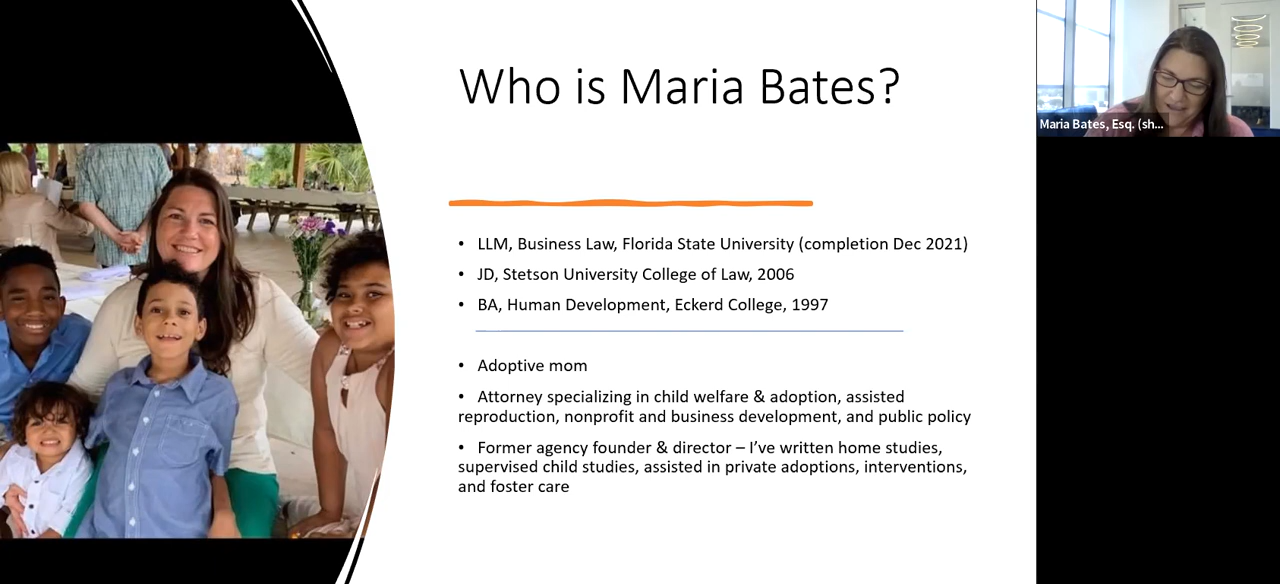 Who is Maria Bates?
• LLM, Business Law, Florida State University (completion Dec 2021)
• JD, Stetson University College of Law, 2006
• BA, Human Development, Eckerd College, 1997
• Adoptive mom
• Attorney specializing in child welfare & adoption, assisted
reproduction, nonprofit and business development, and public policy
• Former agency founder & director – I’ve written home studies,
supervised child studies, assisted in private adoptions, interventions,
and foster care
Maria Bates, Esq. (sh...